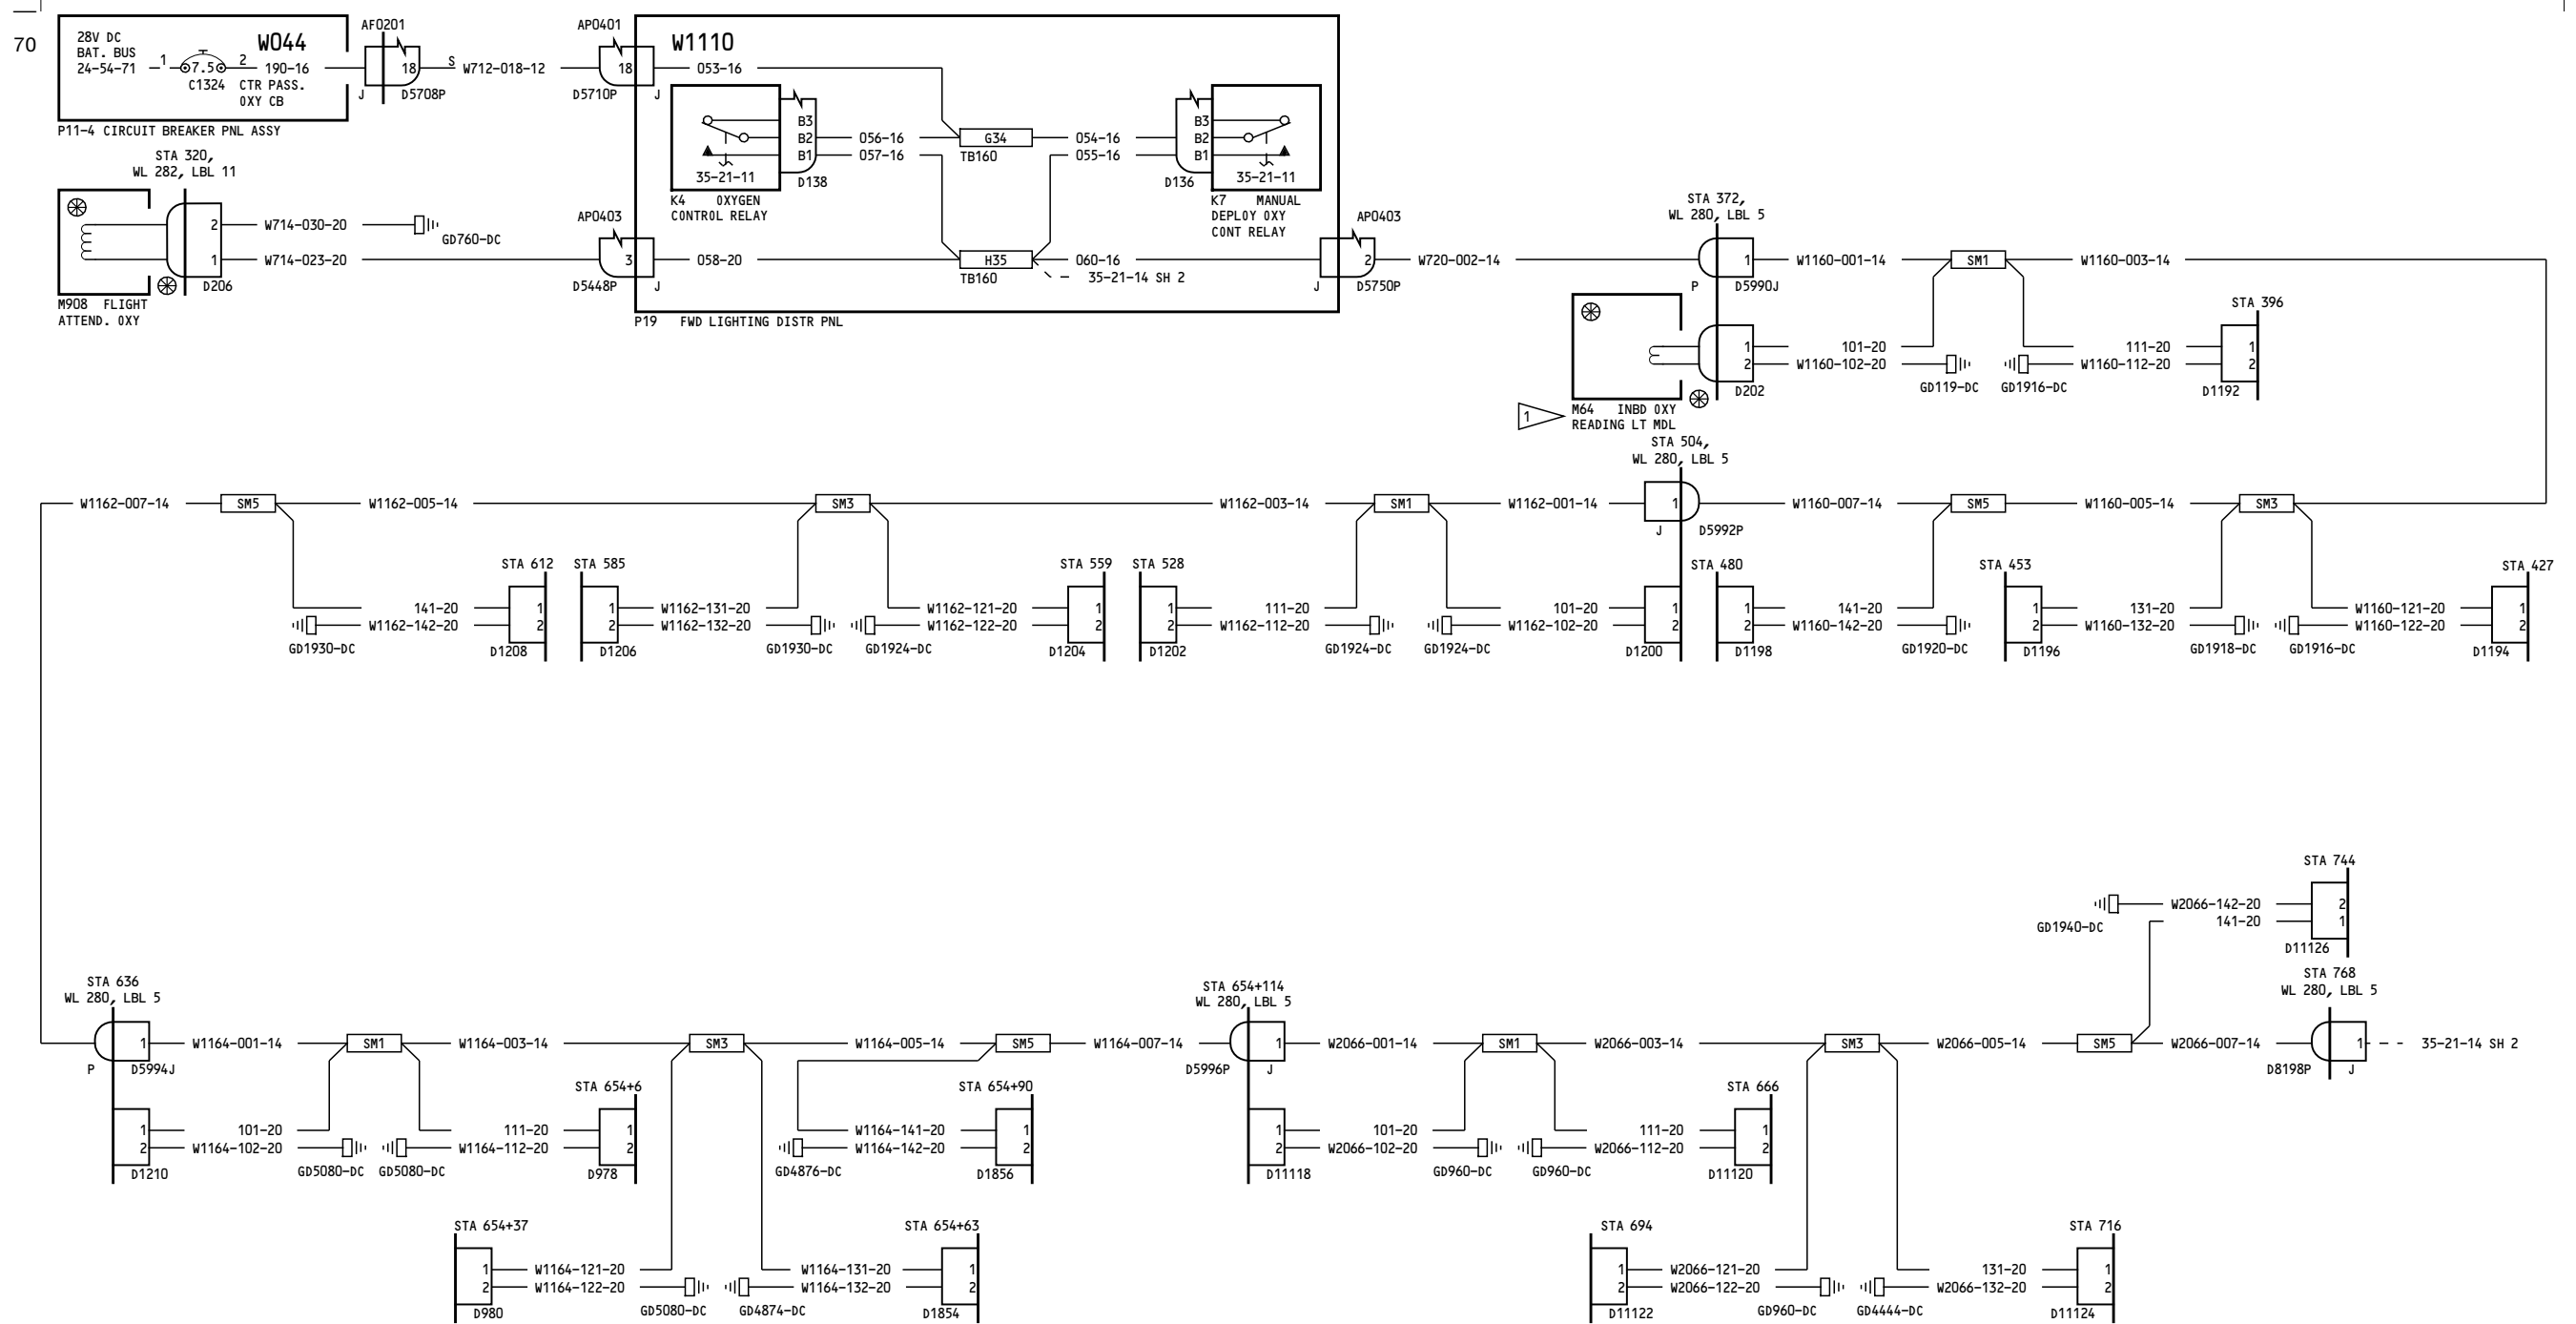 70
28V DC
BAT. BUS
24-54-71
1
7.5
2
C1324
W044
190-16
CTR PASS.
OXY CB
P11-4 CIRCUIT BREAKER PNL ASSY
AF0201
18
J
D5708P
S
W712-018-12
AP0401
18
D5710P
J
W1110
053-16
B3
B2
B1
35-21-11
D138
K4 OXYGEN
CONTROL RELAY
056-16
057-16
G34
TB160
054-16
055-16
B3
B2
B1
35-21-11
D136
K7 MANUAL
DEPLOY OXY
CONT RELAY
STA 320,
WL 282, LBL 11
2
1
D206
M908 FLIGHT
ATTEND. OXY
W714-030-20
GD760-DC
W714-023-20
AP0403
3
D5448P
J
058-20
H35
TB160
060-16
35-21-14 SH 2
P19 FWD LIGHTING DISTR PNL
AP0403
2
J
D5750P
W720-002-14
STA 372,
WL 280, LBL 5
1
P
D5990J
W1160-001-14
SM1
W1160-003-14
1
2
D202
1
M64 INBD OXY
READING LT MDL
101-20
W1160-102-20
GD119-DC
GD1916-DC
111-20
W1160-112-20
STA 396
1
2
D1192
W1162-007-14
SM5
W1162-005-14
SM3
W1162-003-14
SM1
W1162-001-14
STA 504,
WL 280, LBL 5
1
J
D5992P
W1160-007-14
SM5
W1160-005-14
SM3
STA 612
141-20
W1162-142-20
1
2
GD1930-DC
D1208
STA 585
1
2
D1206
W1162-131-20
W1162-132-20
GD1930-DC
GD1924-DC
W1162-121-20
W1162-122-20
STA 559
1
2
D1204
STA 528
1
2
D1202
111-20
W1162-112-20
GD1924-DC
GD1924-DC
101-20
W1162-102-20
1
2
D1200
STA 480
1
2
D1198
141-20
W1160-142-20
GD1920-DC
STA 453
1
2
D1196
131-20
W1160-132-20
GD1918-DC
GD1916-DC
W1160-121-20
W1160-122-20
STA 427
1
2
D1194
STA 744
W2066-142-20
141-20
2
1
GD1940-DC
D11126
STA 636
WL 280, LBL 5
1
P
D5994J
W1164-001-14
SM1
W1164-003-14
SM3
W1164-005-14
SM5
W1164-007-14
STA 654+114
WL 280, LBL 5
1
D5996P
J
W2066-001-14
SM1
W2066-003-14
SM3
W2066-005-14
SM5
W2066-007-14
STA 768
WL 280, LBL 5
1
D8198P
J
35-21-14 SH 2
1
2
D1210
101-20
W1164-102-20
GD5080-DC
GD5080-DC
111-20
W1164-112-20
STA 654+6
1
2
D978
W1164-141-20
W1164-142-20
GD4876-DC
STA 654+90
1
2
D1856
1
2
D11118
101-20
W2066-102-20
GD960-DC
GD960-DC
111-20
W2066-112-20
STA 666
1
2
D11120
STA 654+37
1
2
D980
W1164-121-20
W1164-122-20
GD5080-DC
GD4874-DC
W1164-131-20
W1164-132-20
STA 654+63
1
2
D1854
STA 694
1
2
D11122
W2066-121-20
W2066-122-20
GD960-DC
GD4444-DC
131-20
W2066-132-20
STA 716
1
2
D11124